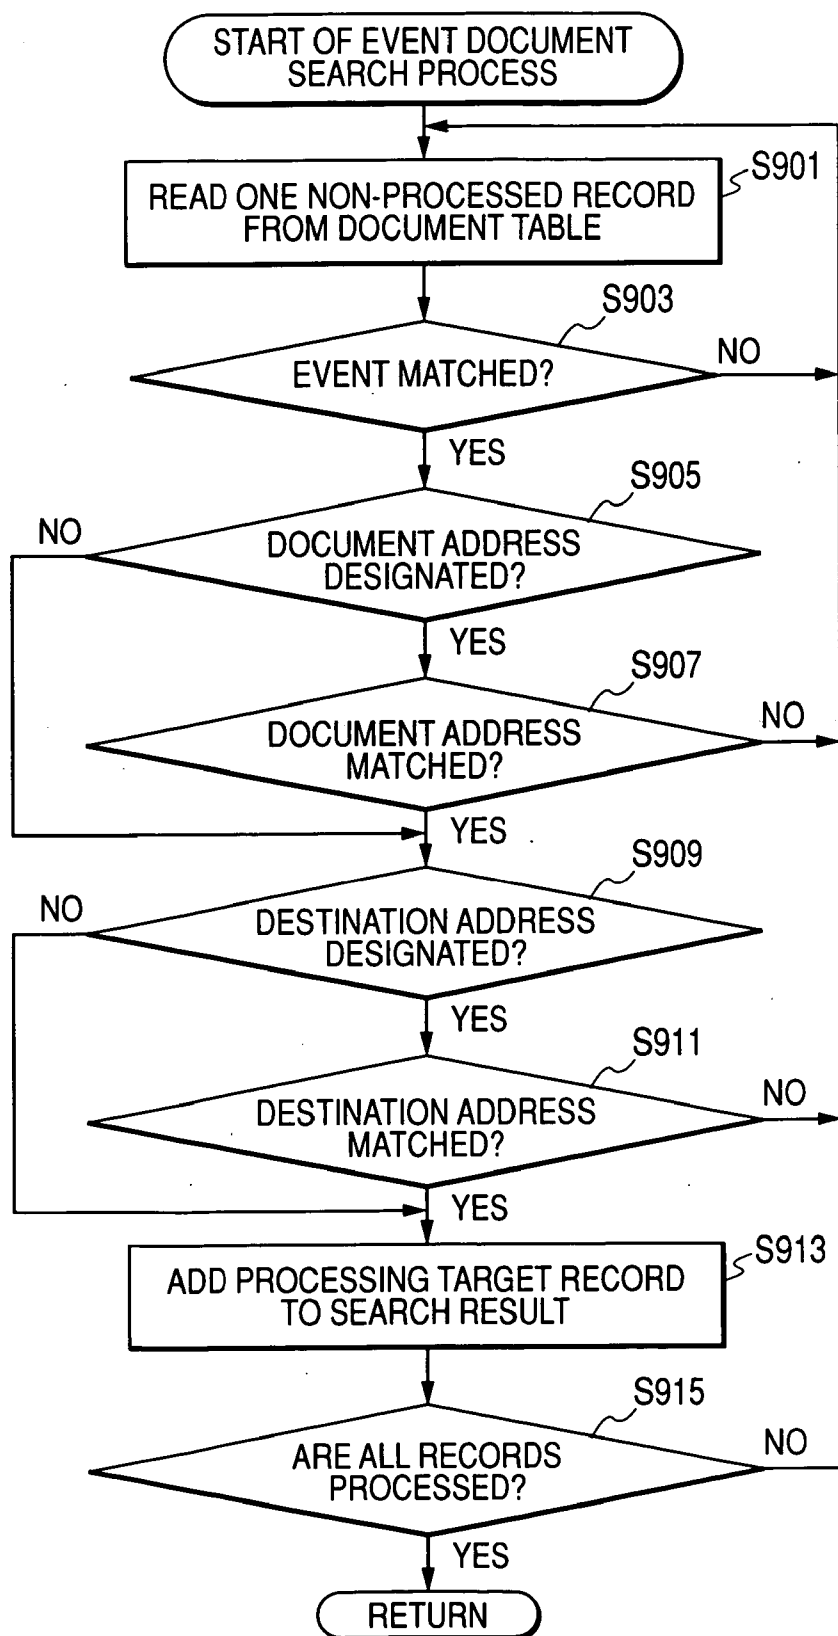 START OF EVENT DOCUMENT
SEARCH PROCESS
S901
READ ONE NON-PROCESSED RECORD
FROM DOCUMENT TABLE
S903
EVENT MATCHED?
NO
YES
S905
NO
DOCUMENT ADDRESS
DESIGNATED?
YES
S907
DOCUMENT ADDRESS
MATCHED?
NO
YES
S909
NO
DESTINATION ADDRESS
DESIGNATED?
YES
S911
DESTINATION ADDRESS
MATCHED?
NO
YES
S913
ADD PROCESSING TARGET RECORD
TO SEARCH RESULT
S915
ARE ALL RECORDS
PROCESSED?
NO
YES
RETURN